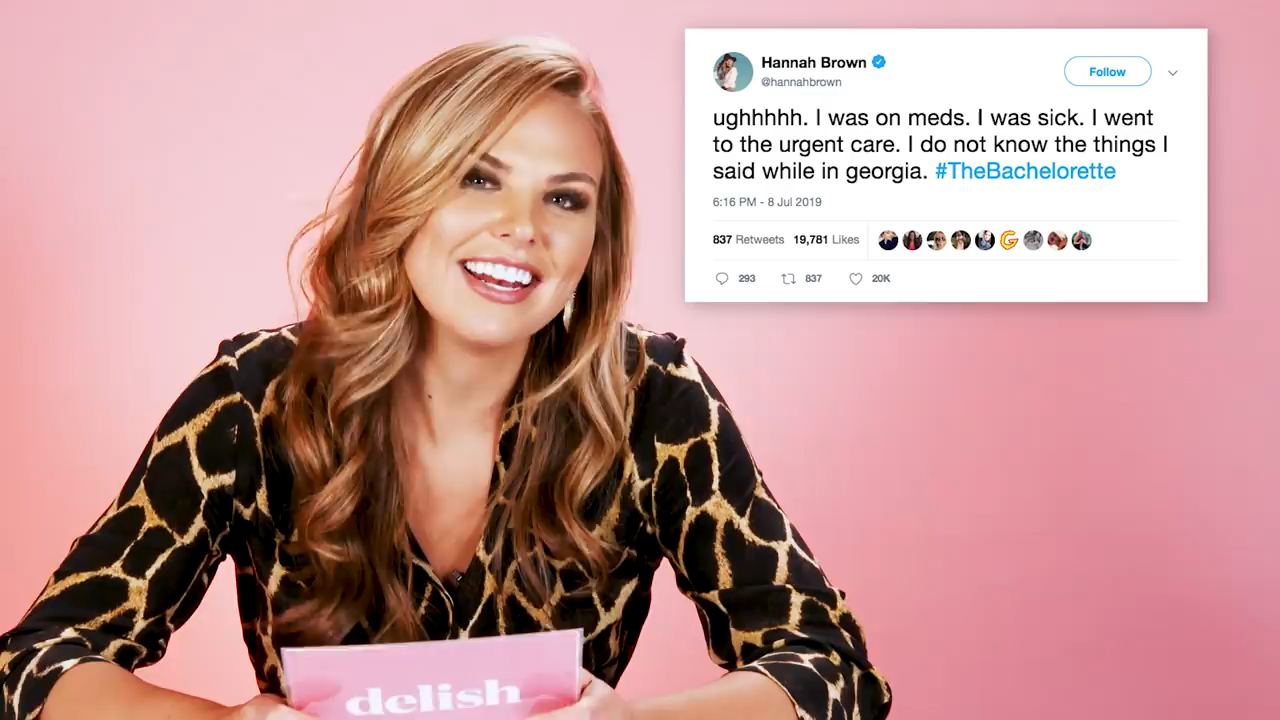 Hannah Brown
@hannahbrown
Follow
ughhhhh. I was on meds. I was sick. I went
to the urgent care. I do not know the things I
said while in georgia. #TheBachelorette
6:16 PM - 8 Jul 2019
837 Retweets 19,781 Likes
293 837 20K
delish